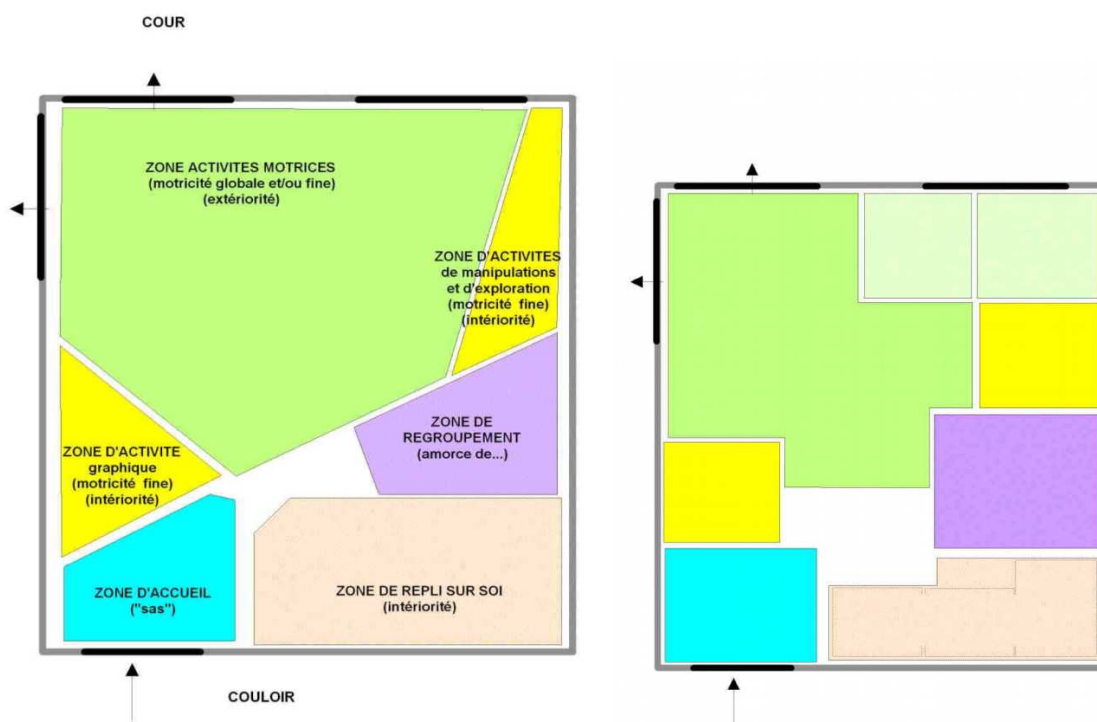 COUR
ZONE ACTIVITES MOTRICES
(motricité globale et/ou fine)
(extériorité)
ZONE D'ACTIVITES
de manipulations
et d'exploration
(motricité fine)
(intériorité)
ZONE DE
REGROUPEMENT
(amorce de...)
ZONE D'ACTIVITE
graphique
(motricité fine)
(intériorité)
ZONE D'ACCUEIL
("sas")
ZONE DE REPLI SUR SOI
(intériorité)
COULOIR